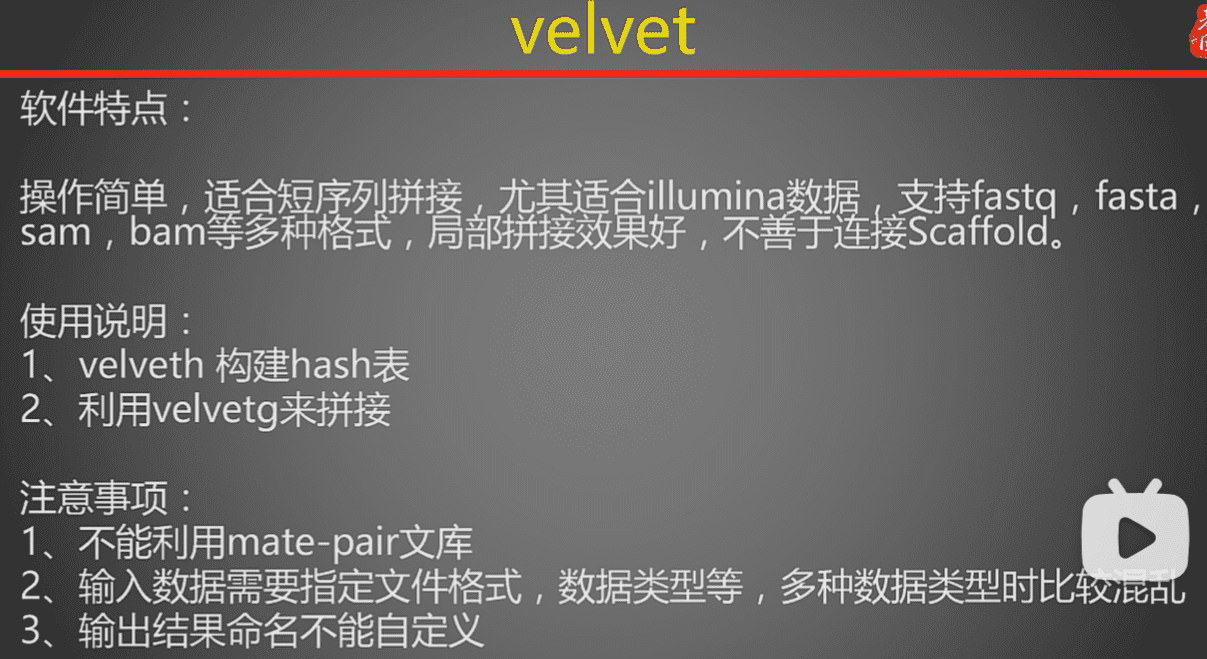 velvet
软件特点：
操作简单，适合短序列拼接，尤其适合illumina数据，支持fastq，fasta，
sam，bam等多种格式，局部拼接效果好，不善于连接Scaffold。
使用说明：
1、velveth 构建hash表
2、利用velvetg来拼接
注意事项：
1、不能利用mate-pair文库
2、输入数据需要指定文件格式，数据类型等，多种数据类型时比较混乱
3、输出结果命名不能自定义